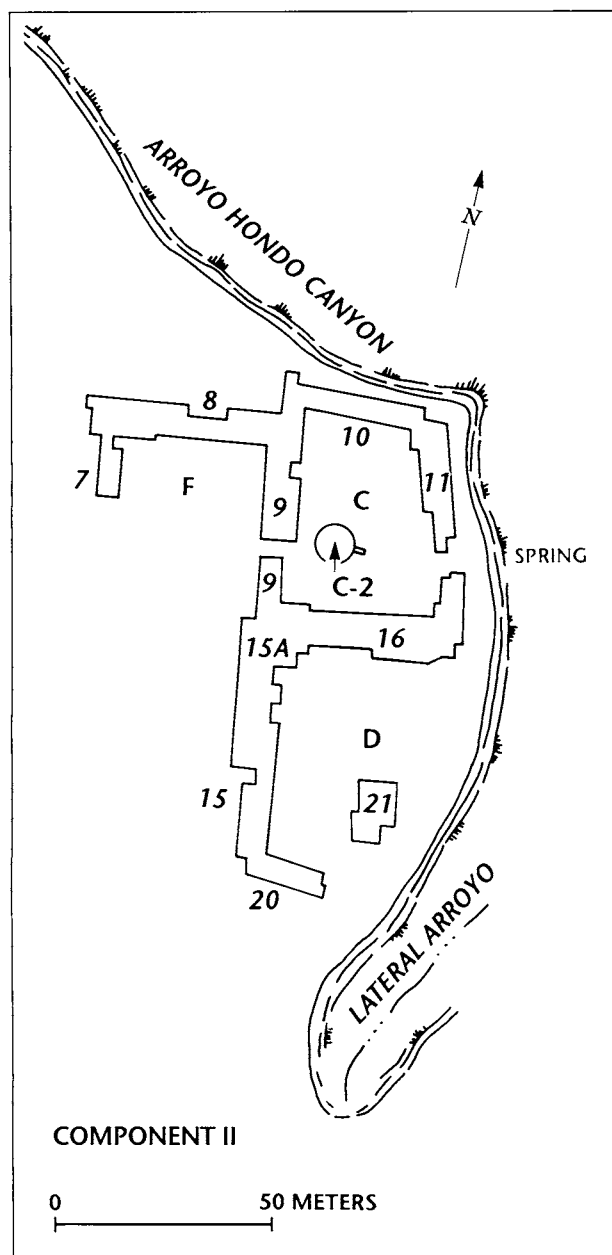 ARROYO HONDO CANYON
N
8
10
7
F
9
C
11
SPRING
C-2
9
15A
16
D
15
21
20
LATERAL ARROYO
COMPONENT II
0 50 METERS